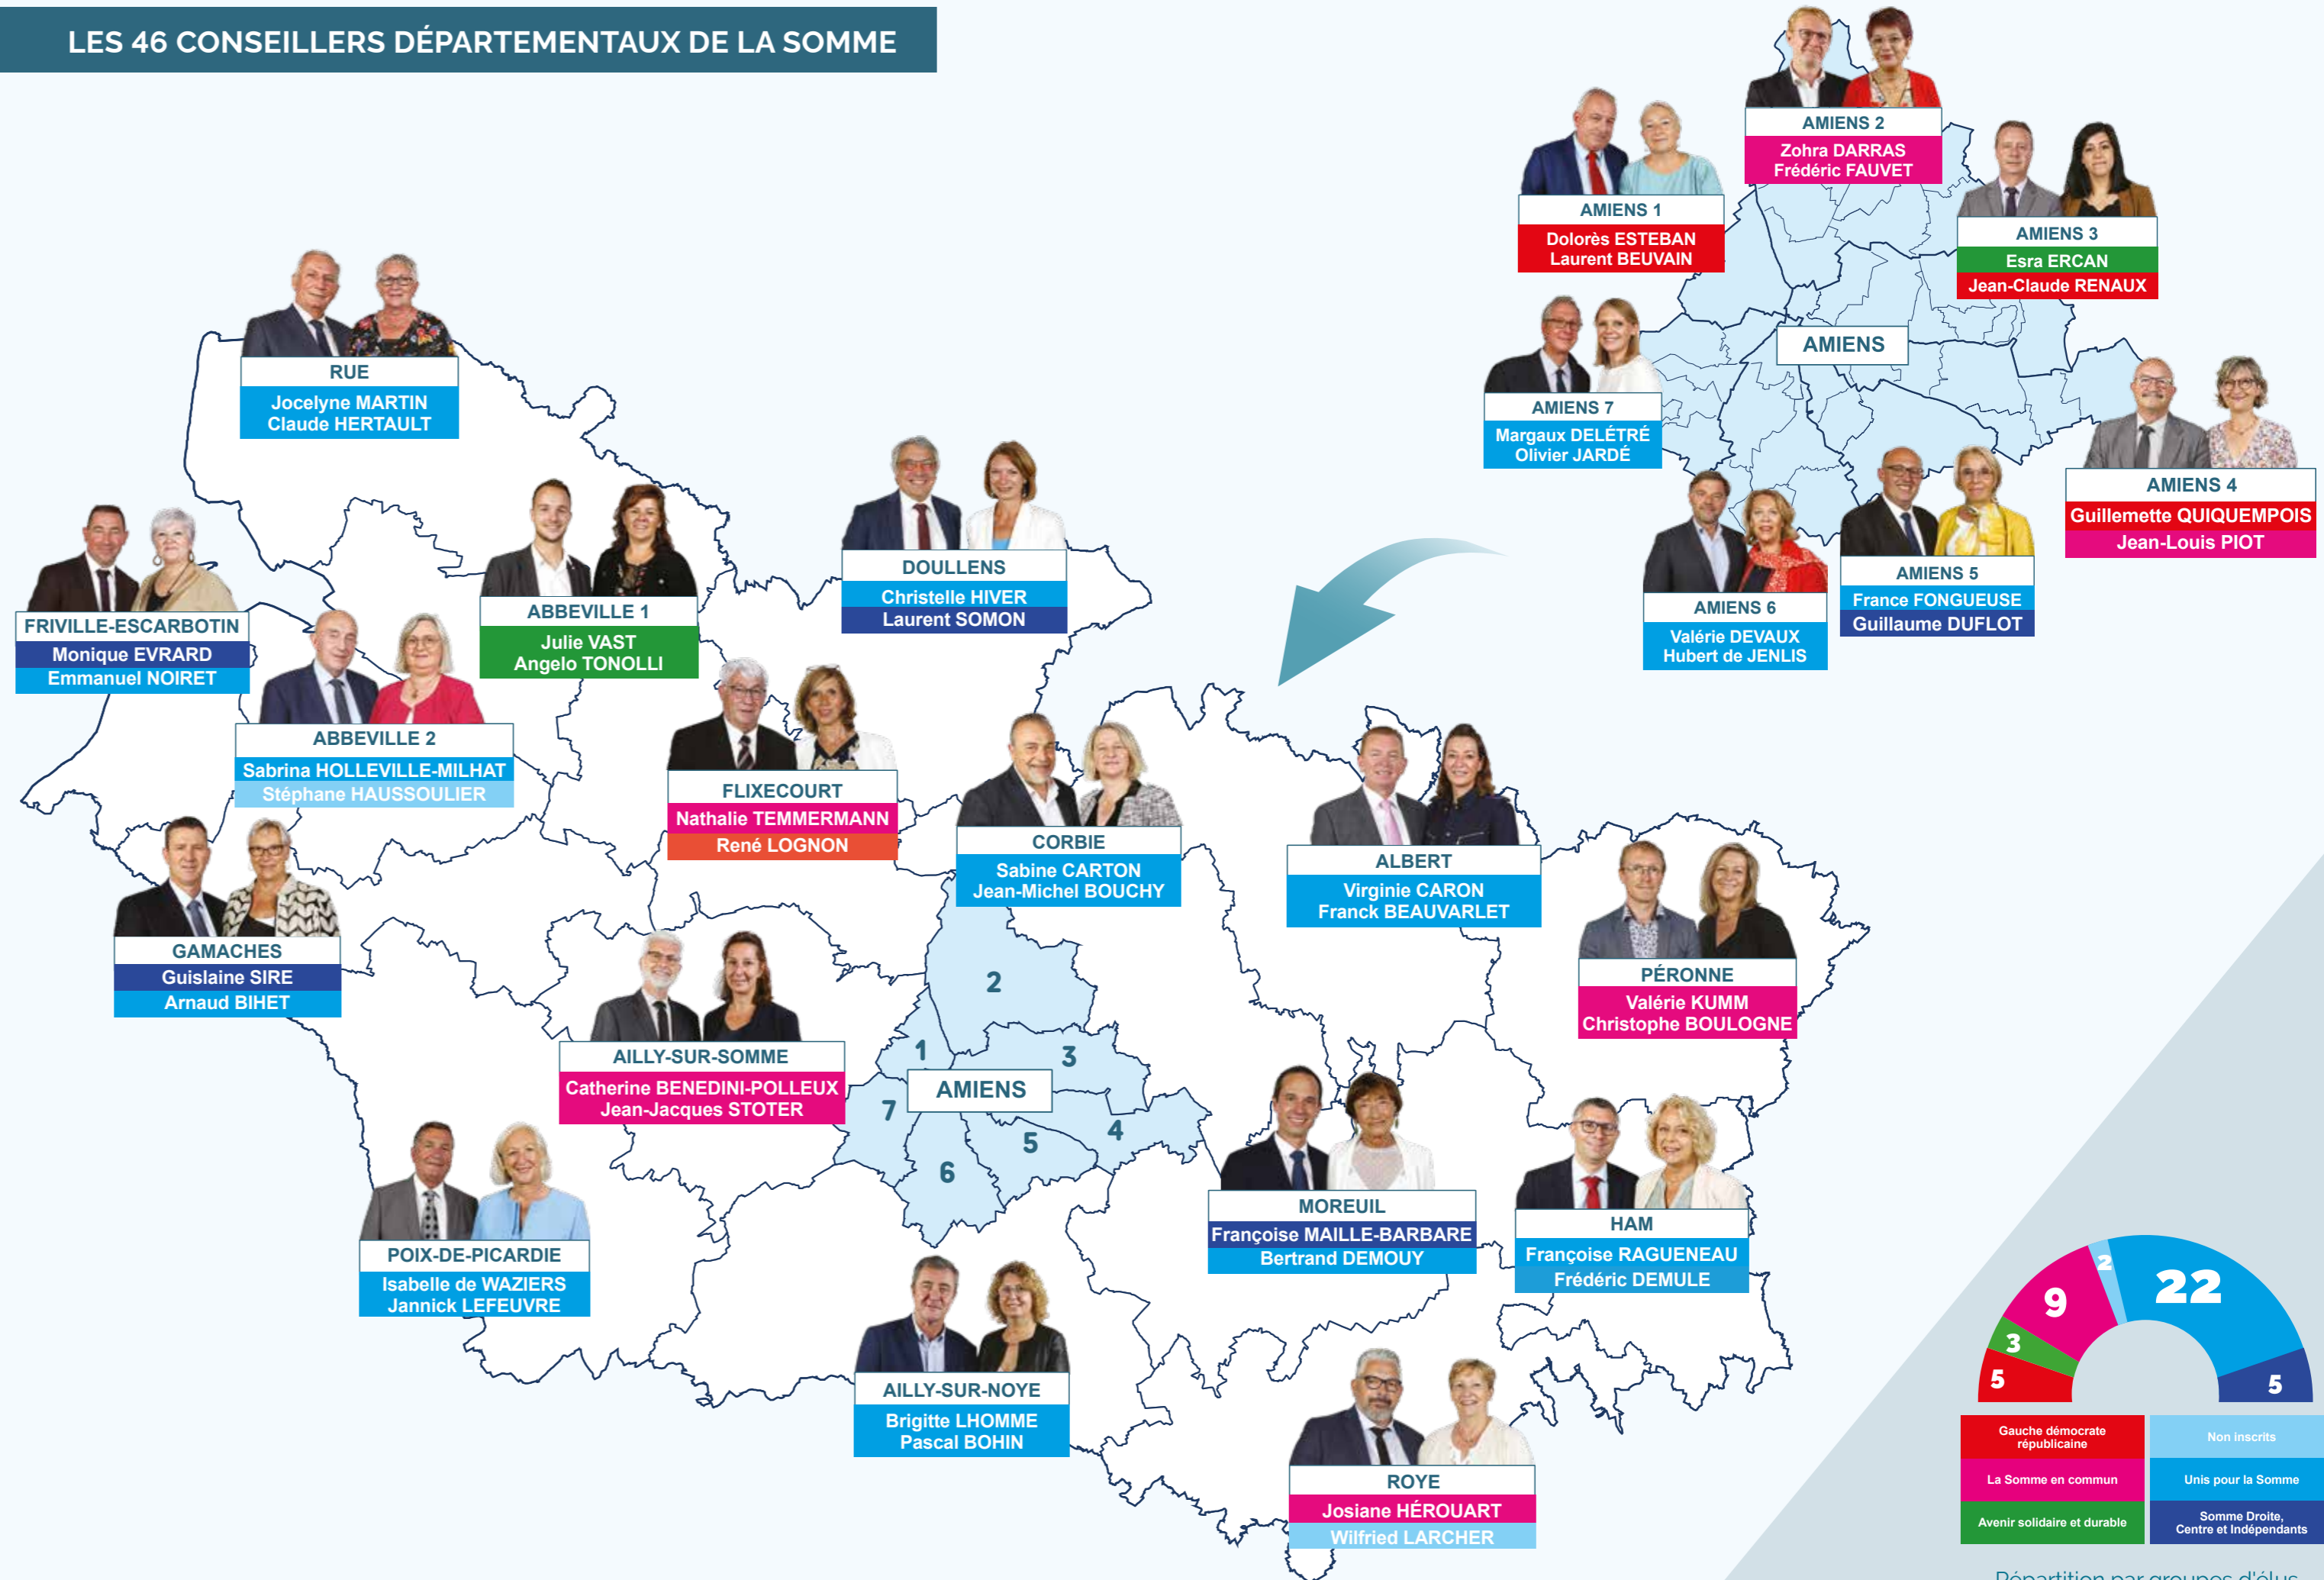 LES 46 CONSEILLERS DÉPARTEMENTAUX DE LA SOMME
AMIENS 2
Zohra DARRAS
Frédéric FAUVET
AMIENS 1
Dolorès ESTEBAN
Laurent BEUVAIN
AMIENS 3
Esra ERCAN
Jean-Claude RENAUX
AMIENS
AMIENS 7
Margaux DELÉTRÉ
Olivier JARDÉ
AMIENS 4
Guillemette QUIQUEMPOIS
Jean-Louis PIOT
AMIENS 6
Valérie DEVAUX
Hubert de JENLIS
AMIENS 5
France FONGUEUSE
Guillaume DUFLOT
RUE
Jocelyne MARTIN
Claude HERTAULT
DOULLENS
Christelle HIVER
Laurent SOMON
FRIVILLE-ESCARBOTIN
Monique EVRARD
Emmanuel NOIRET
ABBEVILLE 1
Julie VAST
Angelo TONOLLI
ABBEVILLE 2
Sabrina HOLLEVILLE-MILHAT
Stéphane HAUSSOULIER
FLIXECOURT
Nathalie TEMMERMANN
René LOGNON
CORBIE
Sabine CARTON
Jean-Michel BOUCHY
ALBERT
Virginie CARON
Franck BEAUVARLET
GAMACHES
Guislaine SIRE
Arnaud BIHET
PÉRONNE
Valérie KUMM
Christophe BOULOGNE
AILLY-SUR-SOMME
Catherine BENEDINI-POLLEUX
Jean-Jacques STOTER
2
1
3
AMIENS
7
4
5
6
POIX-DE-PICARDIE
Isabelle de WAZIERS
Jannick LEFEUVRE
MOREUIL
Françoise MAILLE-BARBARE
Bertrand DEMOUY
HAM
Françoise RAGUENEAU
Frédéric DEMULE
AILLY-SUR-NOYE
Brigitte LHOMME
Pascal BOHIN
ROYE
Josiane HÉROUART
Wilfried LARCHER
5
3
9
2
22
5
Gauche démocrate
républicaine
Non inscrits
La Somme en commun
Unis pour la Somme
Avenir solidaire et durable
Somme Droite,
Centre et Indépendants
Répartition par groupes d'élus